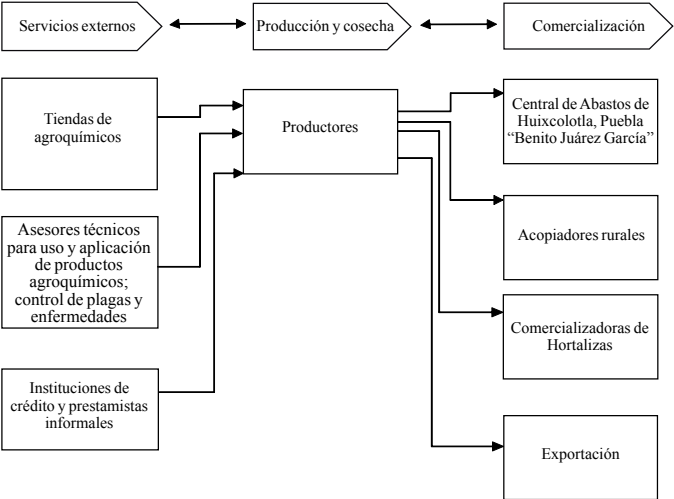 Servicios externos
Producción y cosecha
Comercialización
Tiendas de
agroquímicos
Productores
Central de Abastos de
Huixcolotla, Puebla
“Benito Juárez García”
Asesores técnicos
para uso y aplicación
de productos
agroquímicos;
control de plagas y
enfermedades
Acopiadores rurales
Comercializadoras de
Hortalizas
Instituciones de
crédito y prestamistas
informales
Exportación